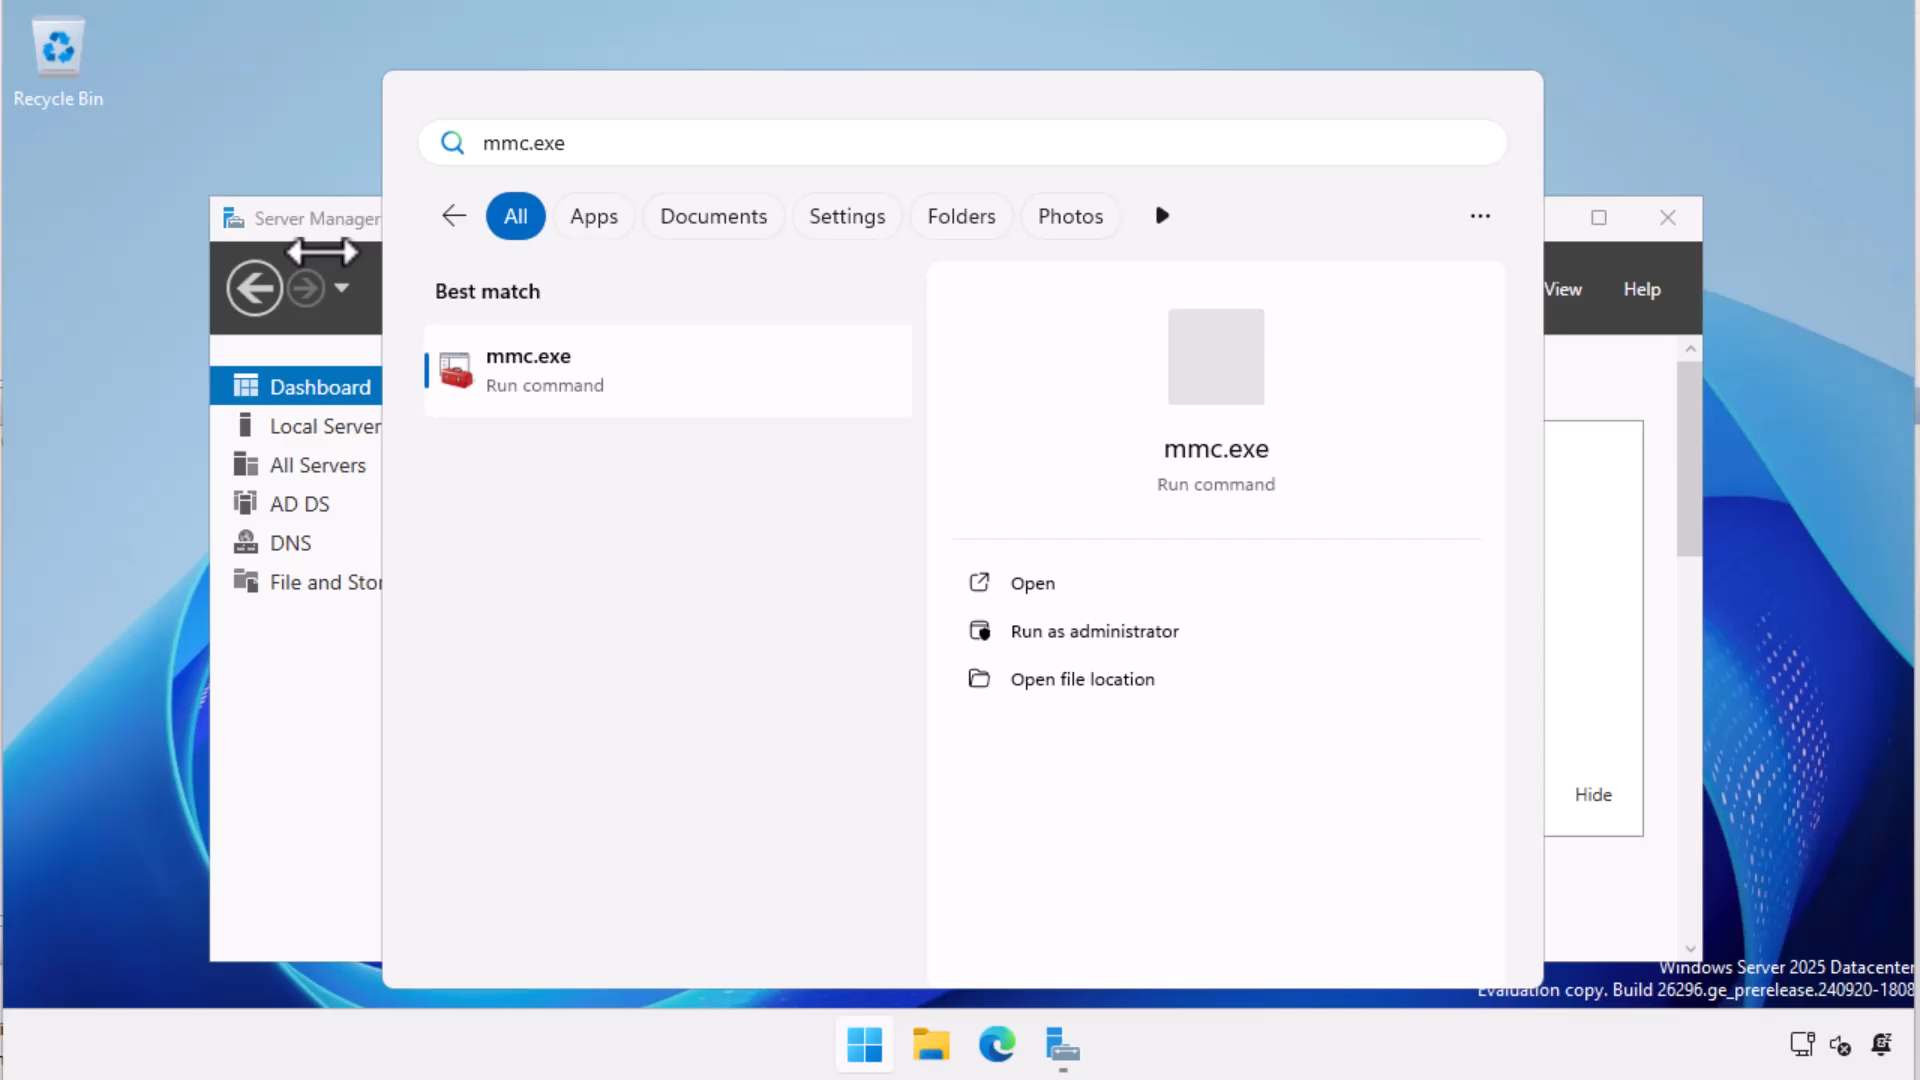 Recycle Bin
mmc.exe
Server Manager
All
Apps
Documents
Settings
Folders
Photos
View
Help
Best match
mmc.exe
Run command
mmc.exe
Run command
Dashboard
Local Server
All Servers
AD DS
DNS
File and Stor
Open
Run as administrator
Open file location
Hide
Windows Server 2025 Datacenter
Evaluation copy. Build 26296.ge_prerelease.240920-1808